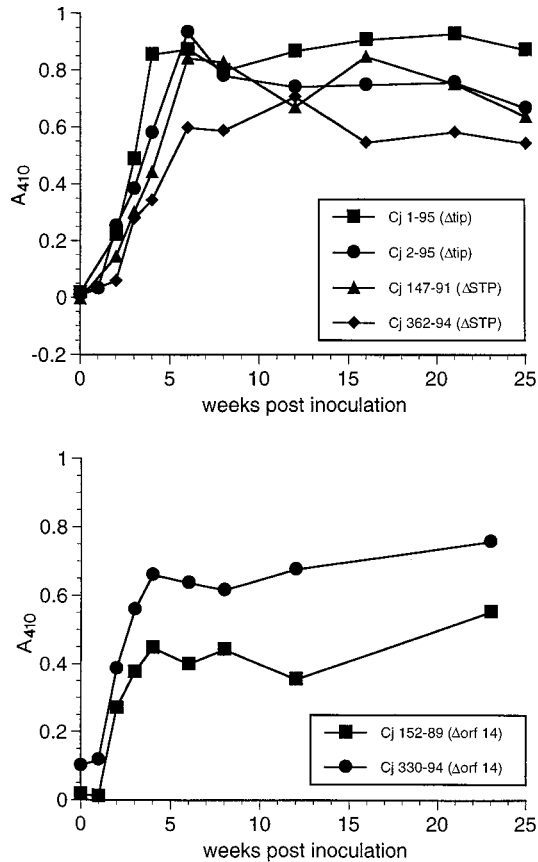 1
0.8
0.6
0.4
0.2
0
-0.2
A410
0 5 10 15 20 25
weeks post inoculation
Cj 1-95 (Δtip)
Cj 2-95 (Δtip)
Cj 147-91 (ΔSTP)
Cj 362-94 (ΔSTP)
1
0.8
0.6
0.4
0.2
0
A410
0 5 10 15 20 25
weeks post inoculation
Cj 152-89 (Δorf 14)
Cj 330-94 (Δorf 14)